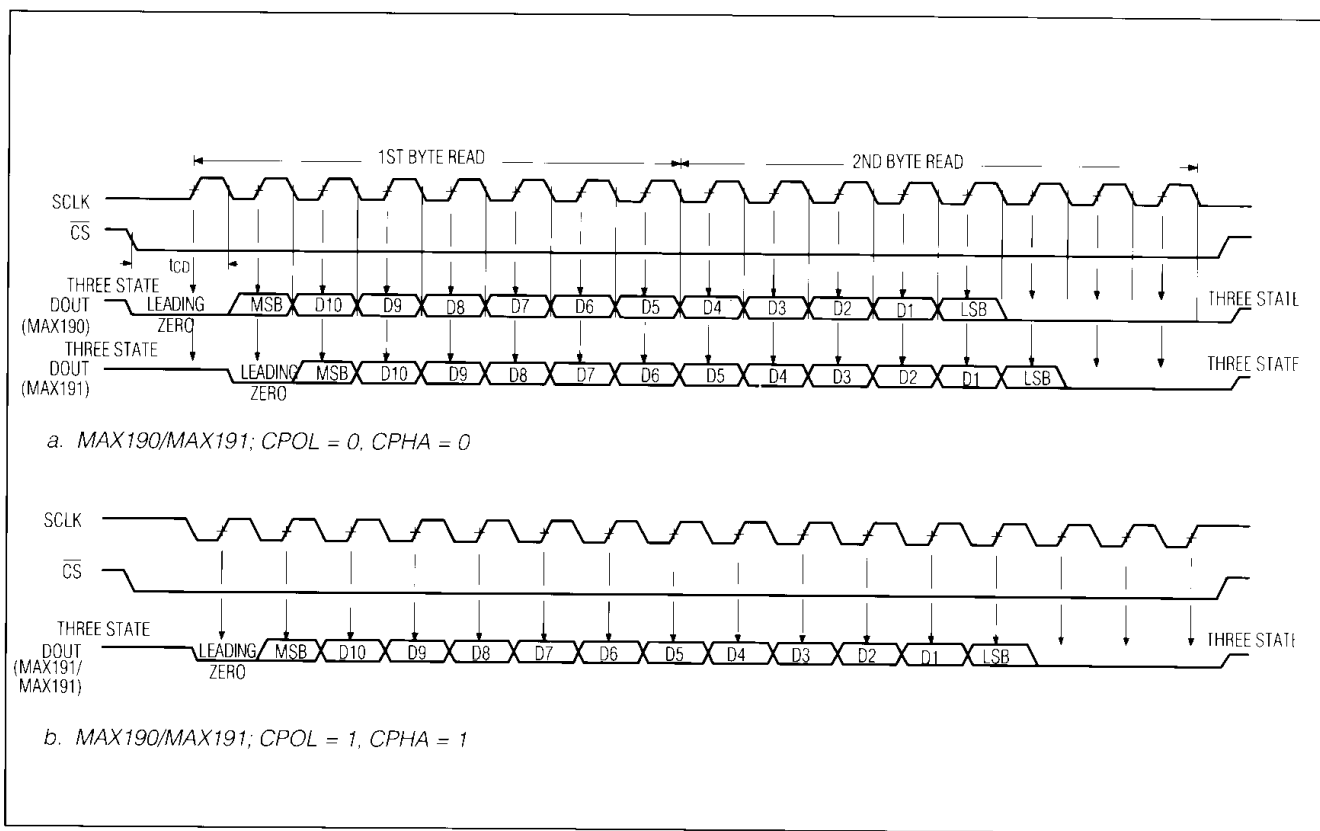 1ST BYTE READ 2ND BYTE READ
SCLK
CS
tCD
THREE STATE
DOUT
(MAX190)
LEADING
ZERO
MSB D10 D9 D8 D7 D6 D5 D4 D3 D2 D1 LSB
THREE STATE
THREE STATE
DOUT
(MAX191)
LEADING
ZERO
MSB D10 D9 D8 D7 D6 D5 D4 D3 D2 D1 LSB
THREE STATE
a. MAX190/MAX191; CPOL = 0, CPHA = 0
SCLK
CS
THREE STATE
DOUT
(MAX191/
MAX191)
LEADING
ZERO
MSB D10 D9 D8 D7 D6 D5 D4 D3 D2 D1 LSB
THREE STATE
b. MAX190/MAX191; CPOL = 1, CPHA = 1